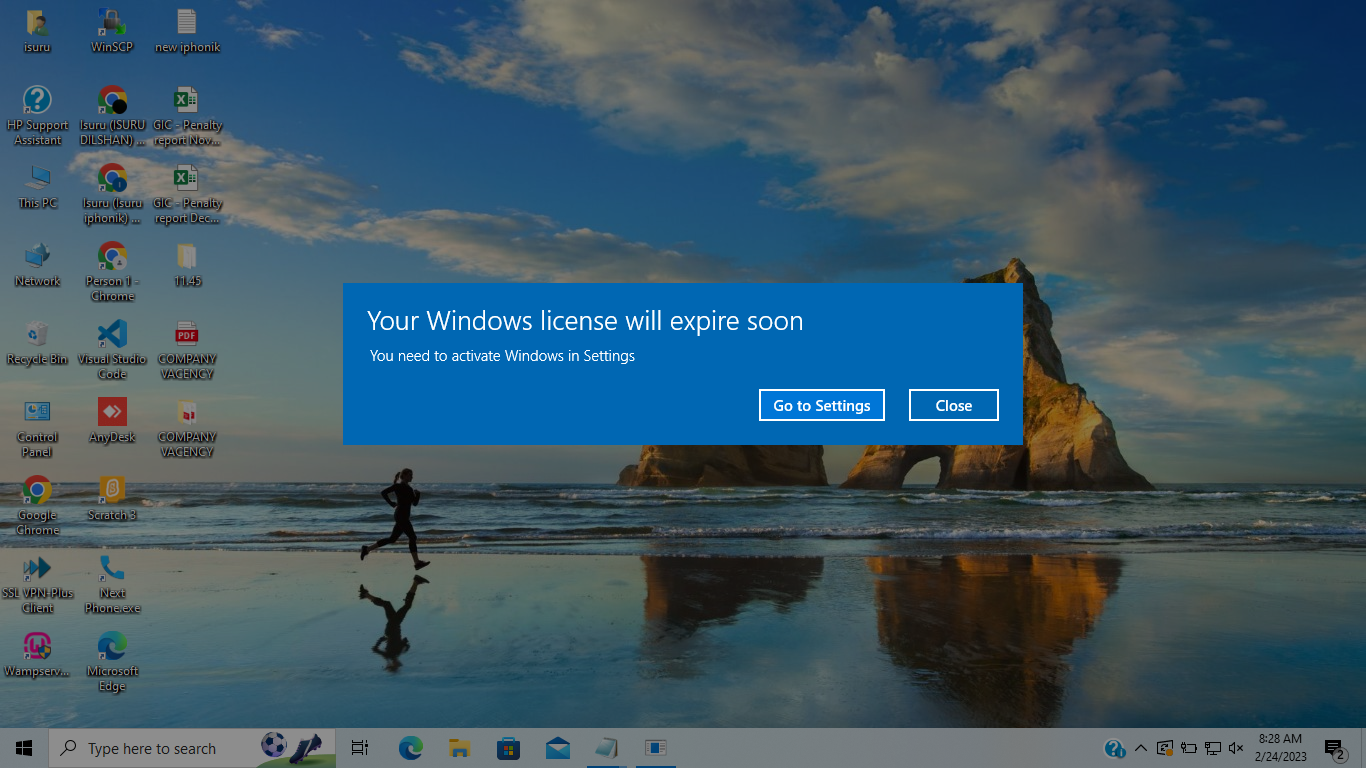 isuru
WinSCP
new iphonik
HP Support
Assistant
Isuru (ISURU
DILSHAN) ...
GIC - Penalty
report Nov...
This PC
Isuru (Isuru
iphonik) ...
GIC - Penalty
report Dec...
Network
Person 1 -
Chrome
11.45
Recycle Bin
Visual Studio
Code
PDF
COMPANY
VACENCY
Control
Panel
AnyDesk
COMPANY
VACENCY
Google
Chrome
Scratch 3
SSL VPN-Plus
Client
Next
Phone.exe
Wampserv...
Microsoft
Edge
Your Windows license will expire soon
You need to activate Windows in Settings
Go to Settings
Close
Type here to search
8:28 AM
2/24/2023
2